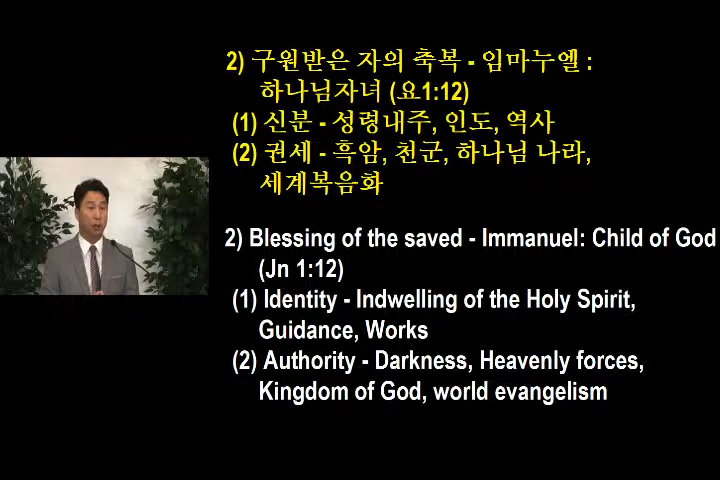 2) 구원받은 자의 축복 - 임마누엘 :
하나님자녀 (요1:12)
(1) 신분 - 성령내주, 인도, 역사
(2) 권세 - 흑암, 천군, 하나님 나라,
세계복음화
2) Blessing of the saved - Immanuel: Child of God
(Jn 1:12)
(1) Identity - Indwelling of the Holy Spirit,
Guidance, Works
(2) Authority - Darkness, Heavenly forces,
Kingdom of God, world evangelism